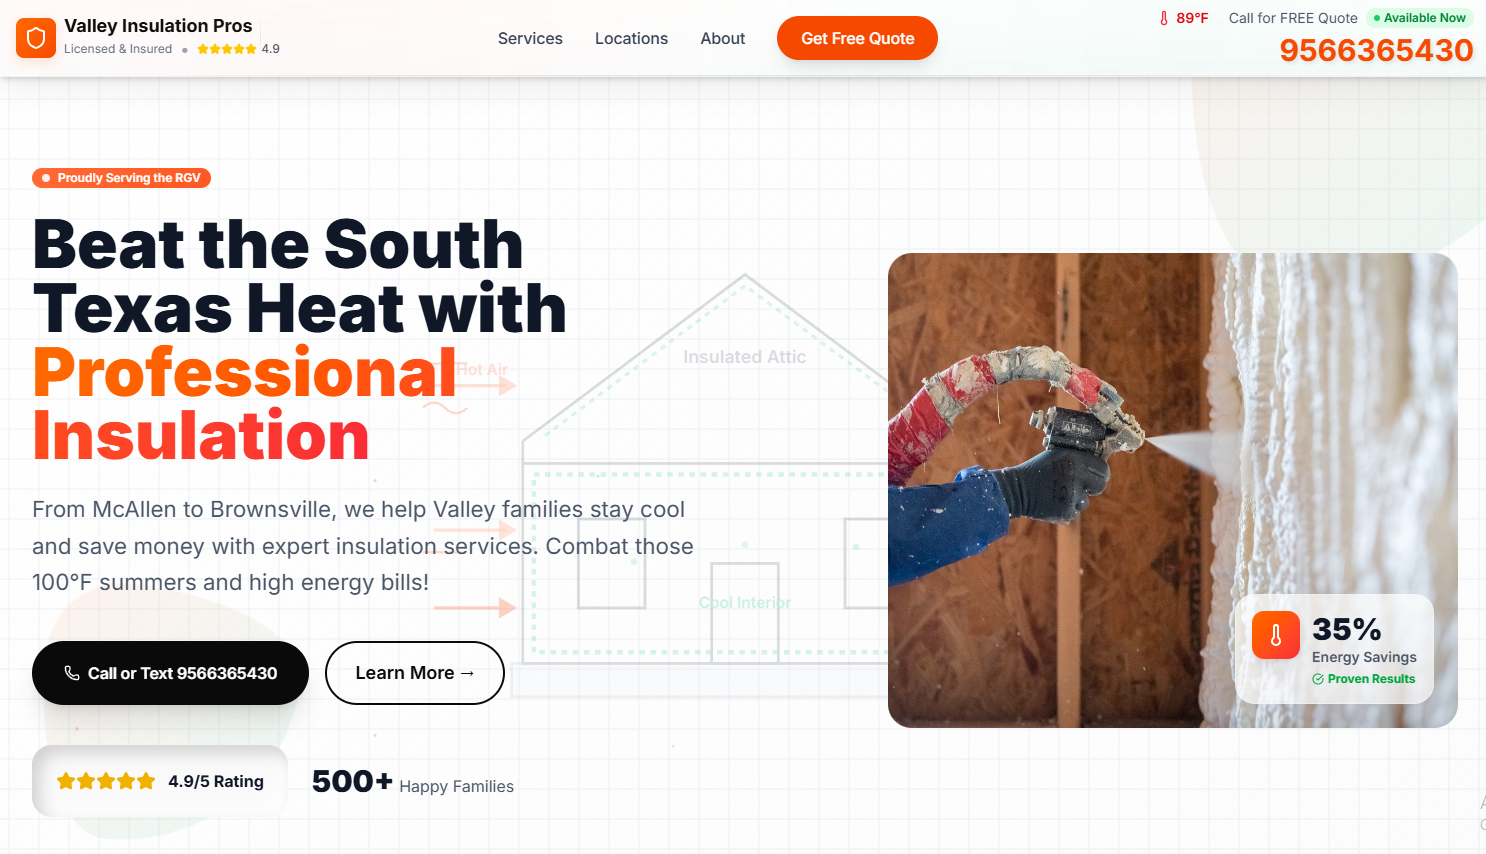 Valley Insulation Pros
Licensed & Insured
4.9
Services
Locations
About
Get Free Quote
89°F
Call for FREE Quote
Available Now
9566365430
Proudly Serving the RGV
Beat the South
Texas Heat with
Professional
Insulation
Hot Air
Insulated Attic
Cool Interior
From McAllen to Brownsville, we help Valley families stay cool
and save money with expert insulation services. Combat those
100°F summers and high energy bills!
Call or Text 9566365430
Learn More →
4.9/5 Rating
500+ Happy Families
35%
Energy Savings
Proven Results